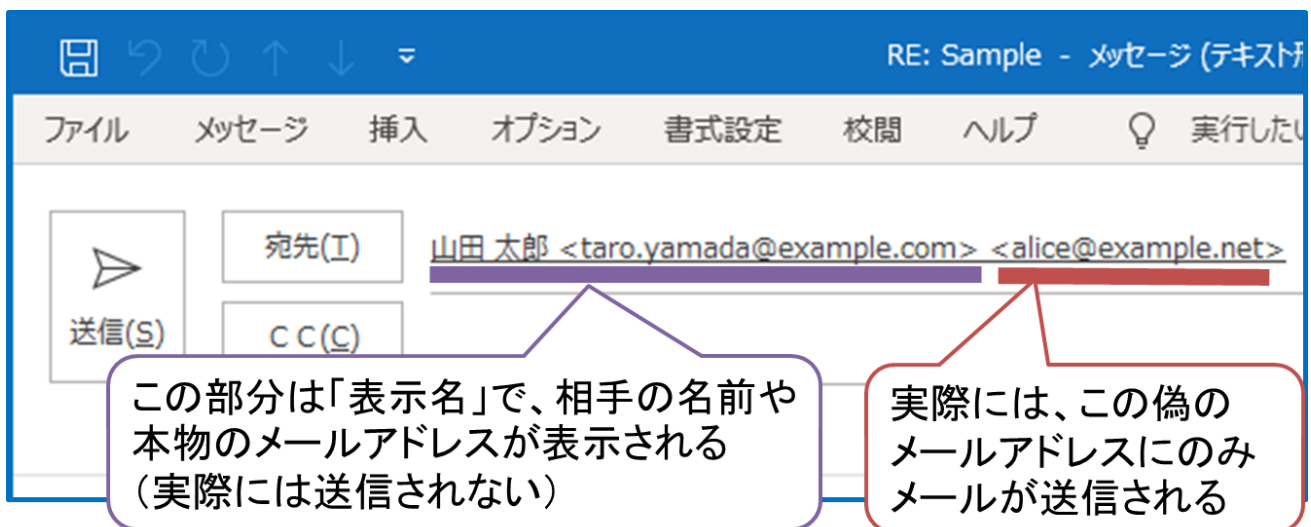 RE: Sample - メッセージ (テキスト
ファイル メッセージ 挿入 オプション 書式設定 校閲 ヘルプ 実行した
宛先(T) 山田 太郎 <taro.yamada@example.com> <alice@example.net>
送信(S) C C(C)
この部分は「表示名」で、相手の名前や
本物のメールアドレスが表示される
（実際には送信されない）
実際には、この偽の
メールアドレスにのみ
メールが送信される